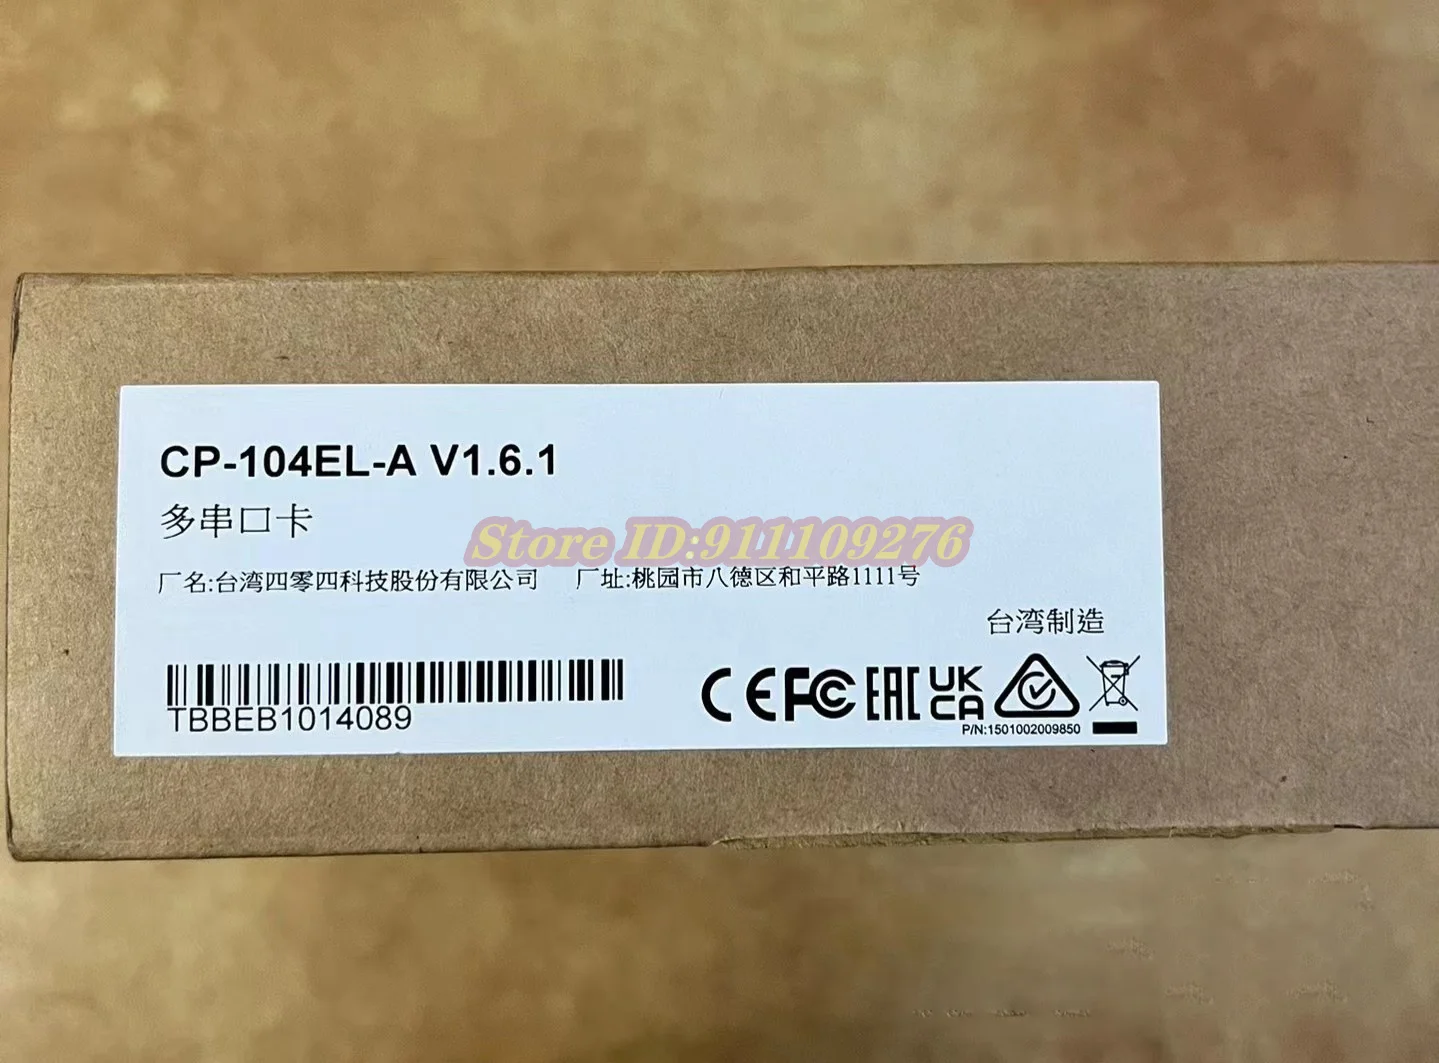 CP-104EL-A V1.6.1
多串口卡
Store ID:911109276
厂名:台湾四零四科技股份有限公司 厂址:桃园市八德区和平路1111号
台湾制造
TBBEB1014089
CE FC EAC UK CA
P/N:1501002009850